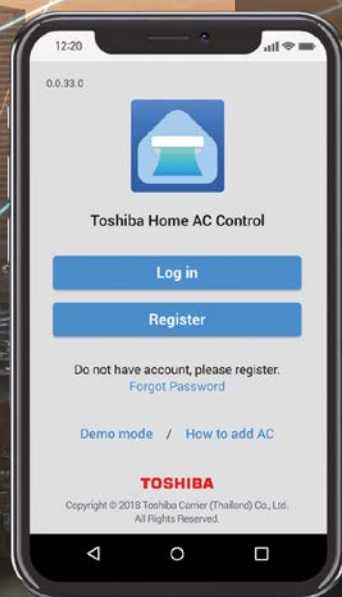 12:20
0.0.33.0
Toshiba Home AC Control
Log in
Register
Do not have account, please register.
Forgot Password
Demo mode / How to add AC
TOSHIBA
Copyright © 2018 Toshiba Carrier (Thailand) Co., Ltd.
All Rights Reserved.